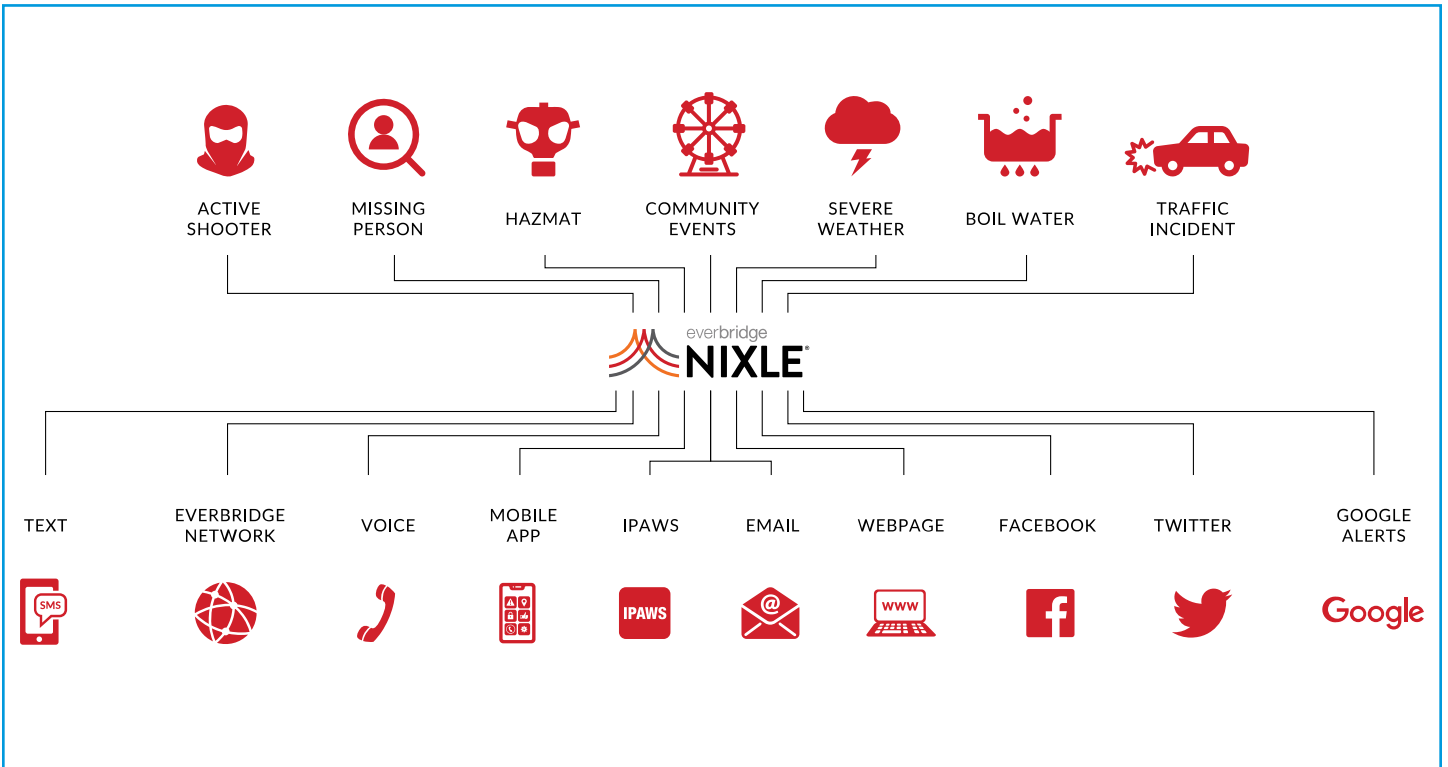 ACTIVE
SHOOTER
MISSING
PERSON
HAZMAT
COMMUNITY
EVENTS
SEVERE
WEATHER
BOIL WATER
TRAFFIC
INCIDENT
everbridge
NIXLE®
TEXT
EVERBRIDGE
NETWORK
VOICE
MOBILE
APP
IPAWS
EMAIL
WEBPAGE
FACEBOOK
TWITTER
GOOGLE
ALERTS
SMS
IPAWS
@
www
f
Google